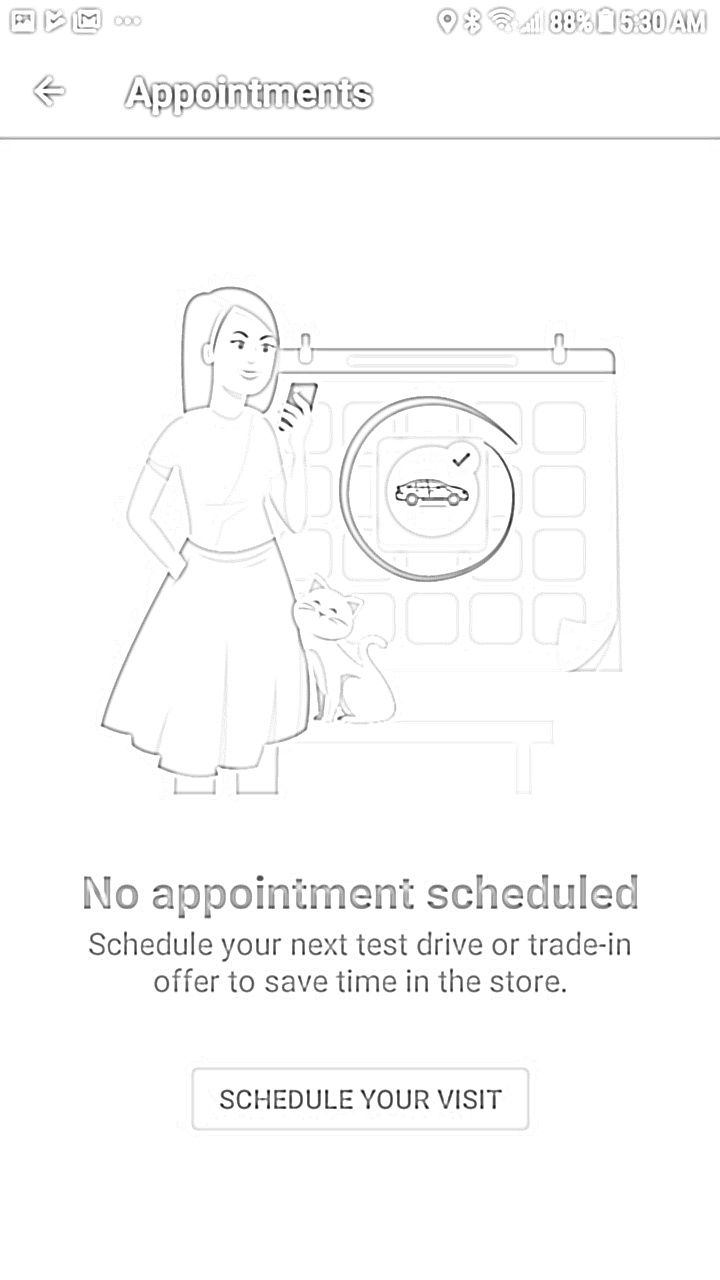 88% 5:30 AM
Appointments
No appointment scheduled
Schedule your next test drive or trade-in
offer to save time in the store.
SCHEDULE YOUR VISIT